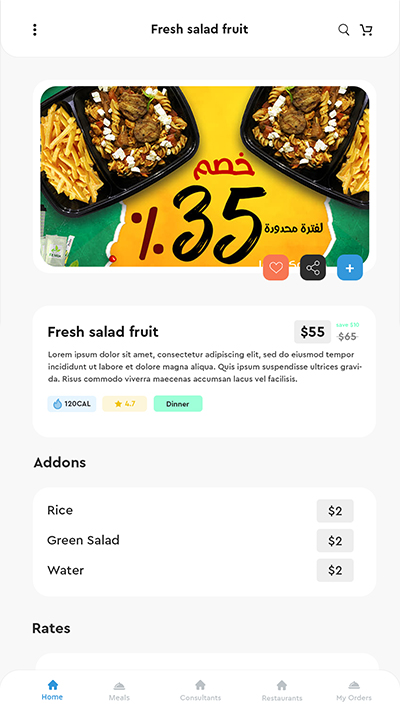 Fresh salad fruit
خصم
35%
لفترة محدودة
Fresh salad fruit
$55
save $10
$65
Lorem ipsum dolor sit amet, consectetur adipiscing elit, sed do eiusmod tempor
incididunt ut labore et dolore magna aliqua. Quis ipsum suspendisse ultrices gravi-
da. Risus commodo viverra maecenas accumsan lacus vel facilisis.
120CAL
4.7
Dinner
Addons
Rice
$2
Green Salad
$2
Water
$2
Rates
Home
Meals
Consultants
Restaurants
My Orders